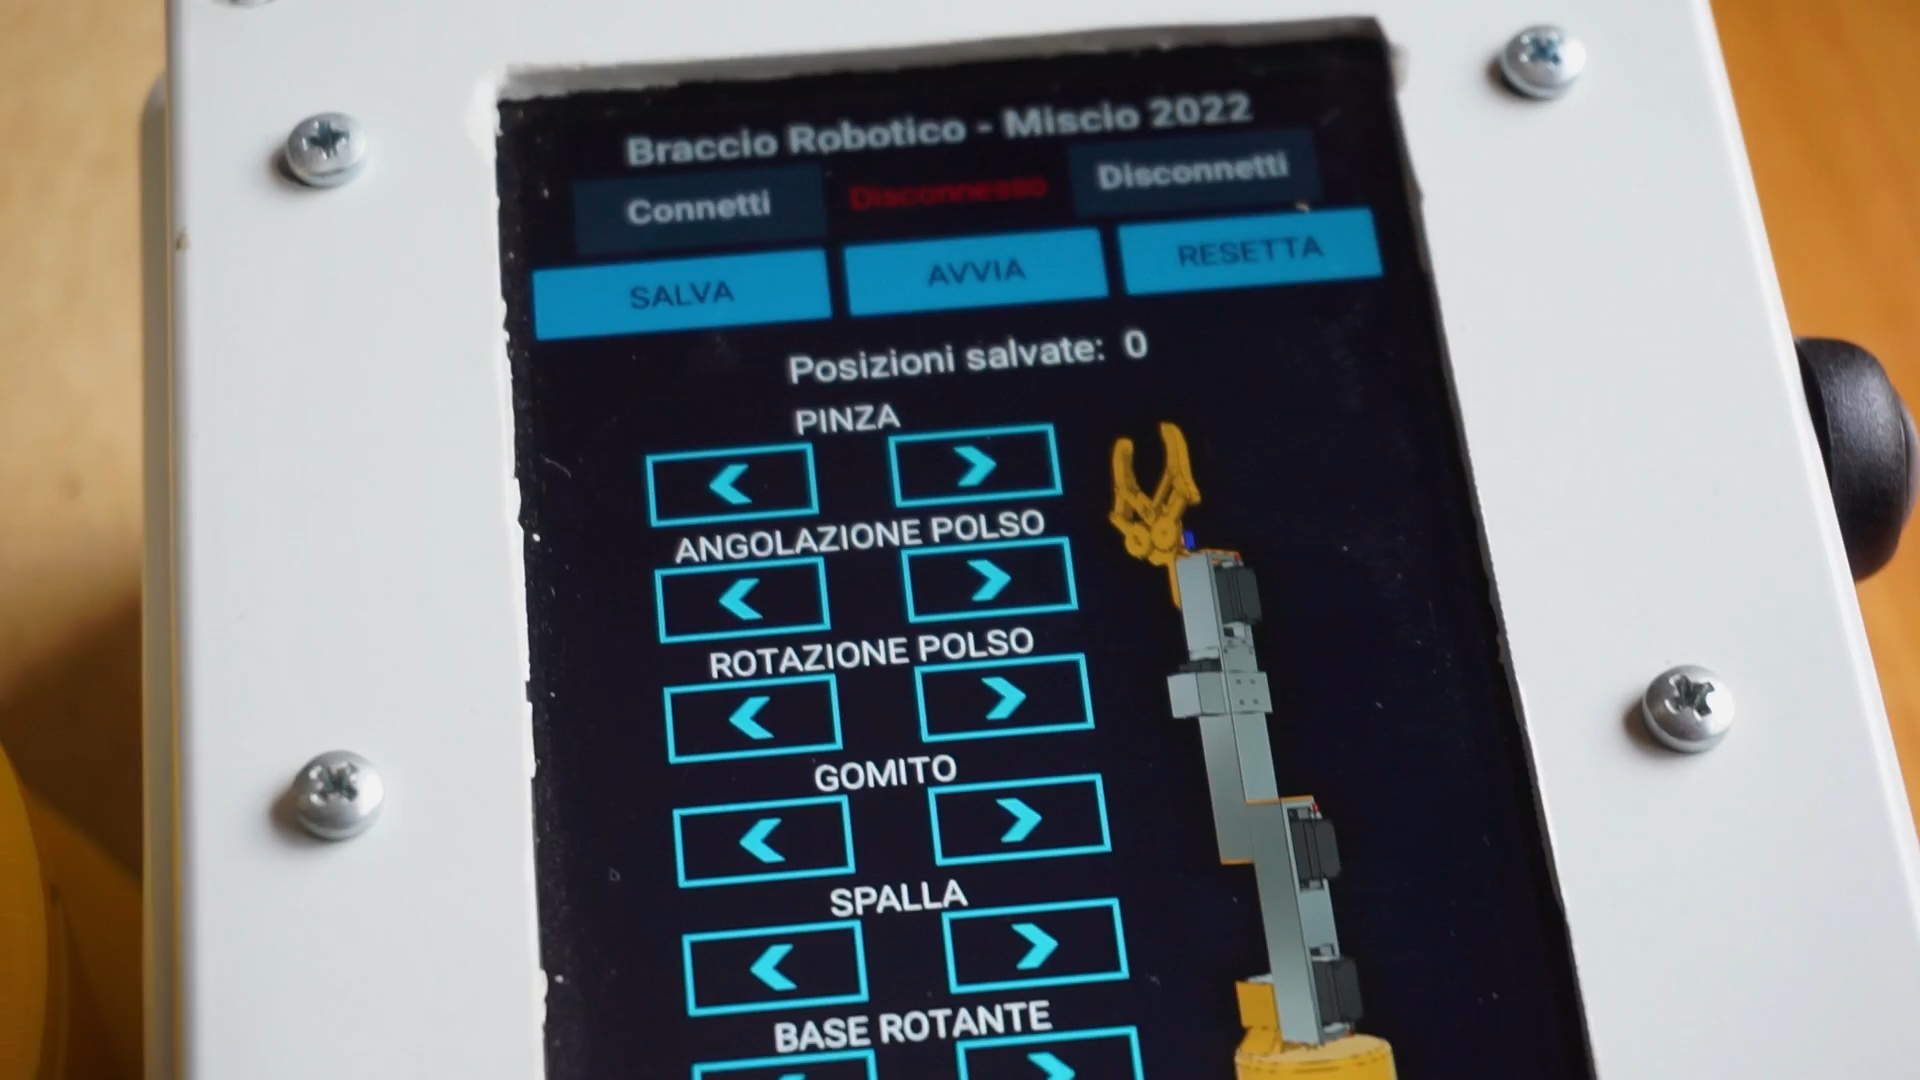 Braccio Robotico - Miscio 2022
Connetti Disconnesso Disconnetti
SALVA AVVIA RESETTA
Posizioni salvate: 0
PINZA
ANGOLAZIONE POLSO
ROTAZIONE POLSO
GOMITO
SPALLA
BASE ROTANTE